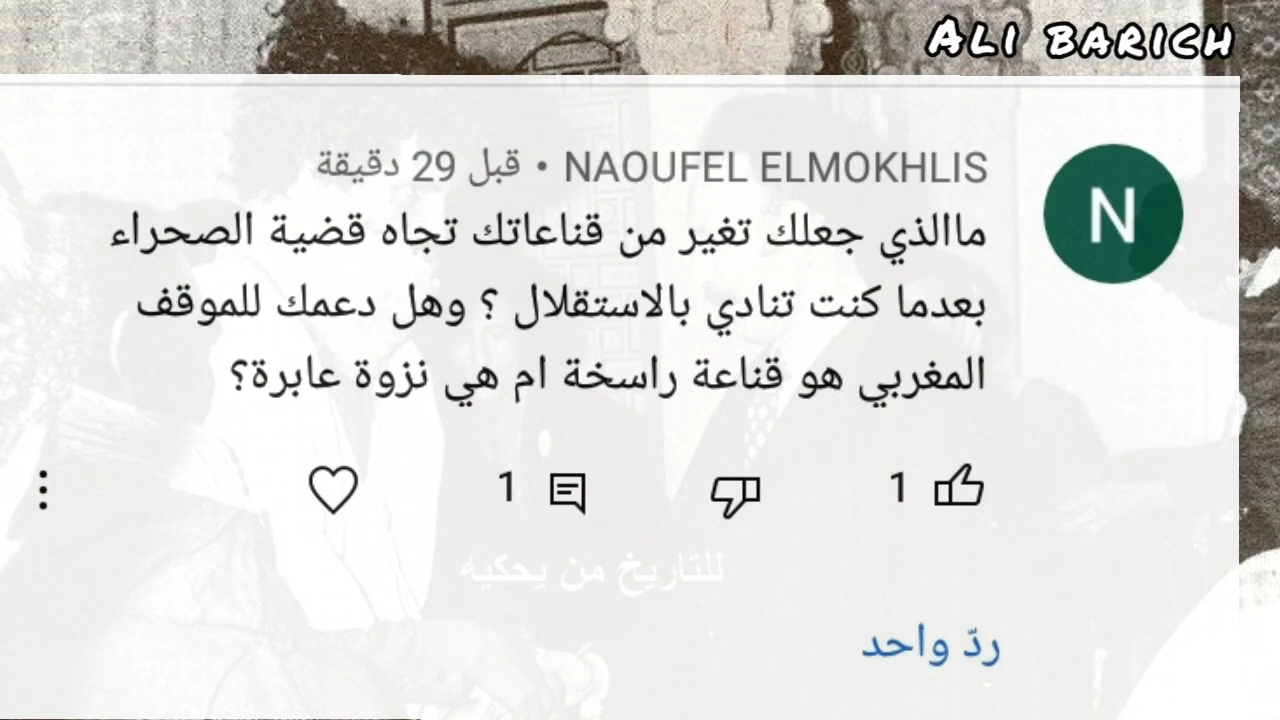 ALI BARICH
NAOUFEL ELMOKHLIS • قبل 29 دقيقة
ماالذي جعلك تغير من قناعاتك تجاه قضية الصحراء
بعدما كنت تنادي بالاستقلال ؟ وهل دعمك للموقف
المغربي هو قناعة راسخة ام هي نزوة عابرة؟
N
1
1
للتاريخ من يحكيه
ردّ واحد